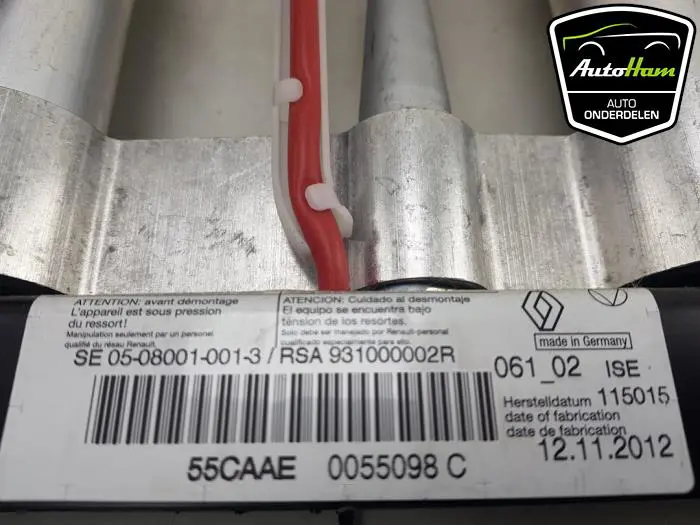 AutoHam
AUTO
ONDERDELEN
ATTENTION: avant démontage
L'appareil est sous pression
du ressort!
Manipulation seulement par un personal
qualifié du réseau Renault.
ATENCION: Cuidado al desmontaje
El equipo se encuentra bajo
ténsion de los resortes.
Solo debe ser manejado por Renault-personal
cualificado especialmente para ello.
SE 05-08001-001-3 / RSA 931000002R
made in Germany
061_02 ISE
Herstelldatum 115015
date of fabrication
date de fabrication
12.11.2012
55CAAE 0055098 C